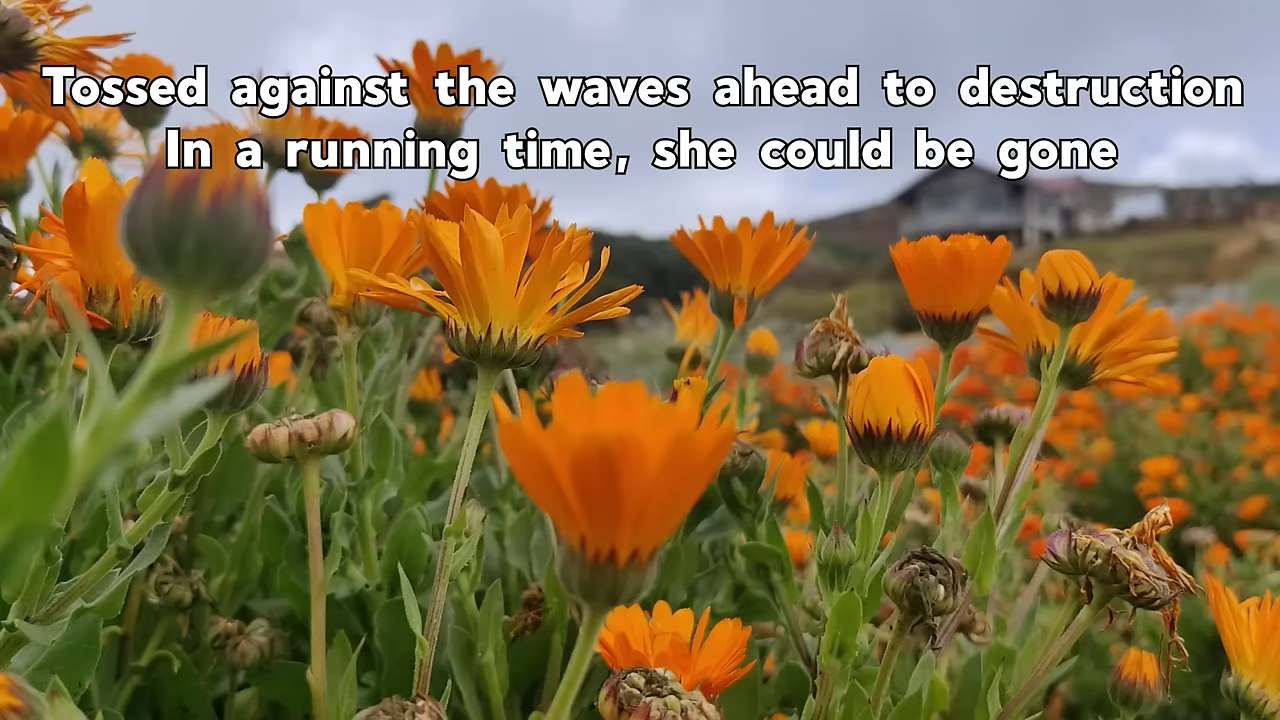 Tossed against the waves ahead to destruction
In a running time, she could be gone